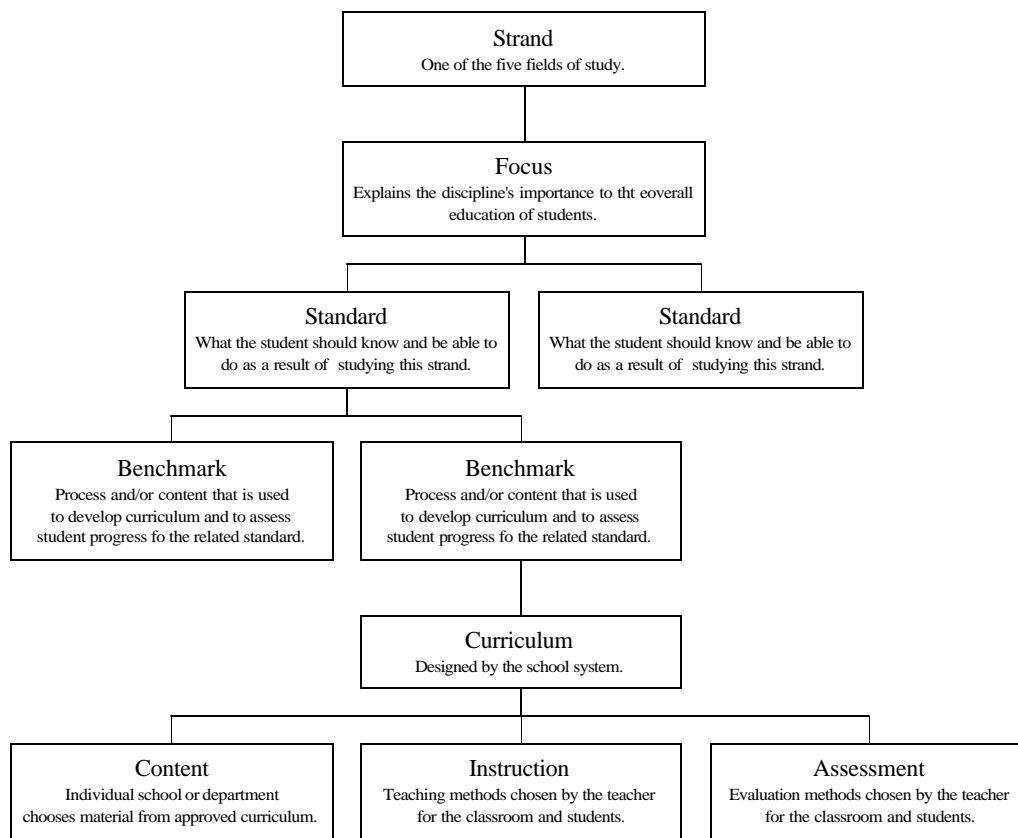 Strand
One of the five fields of study.
Focus
Explains the discipline's importance to tht eoverall
education of students.
Standard
What the student should know and be able to
do as a result of studying this strand.
Standard
What the student should know and be able to
do as a result of studying this strand.
Benchmark
Process and/or content that is used
to develop curriculum and to assess
student progress fo the related standard.
Benchmark
Process and/or content that is used
to develop curriculum and to assess
student progress fo the related standard.
Curriculum
Designed by the school system.
Content
Individual school or department
chooses material from approved curriculum.
Instruction
Teaching methods chosen by the teacher
for the classroom and students.
Assessment
Evaluation methods chosen by the teacher
for the classroom and students.